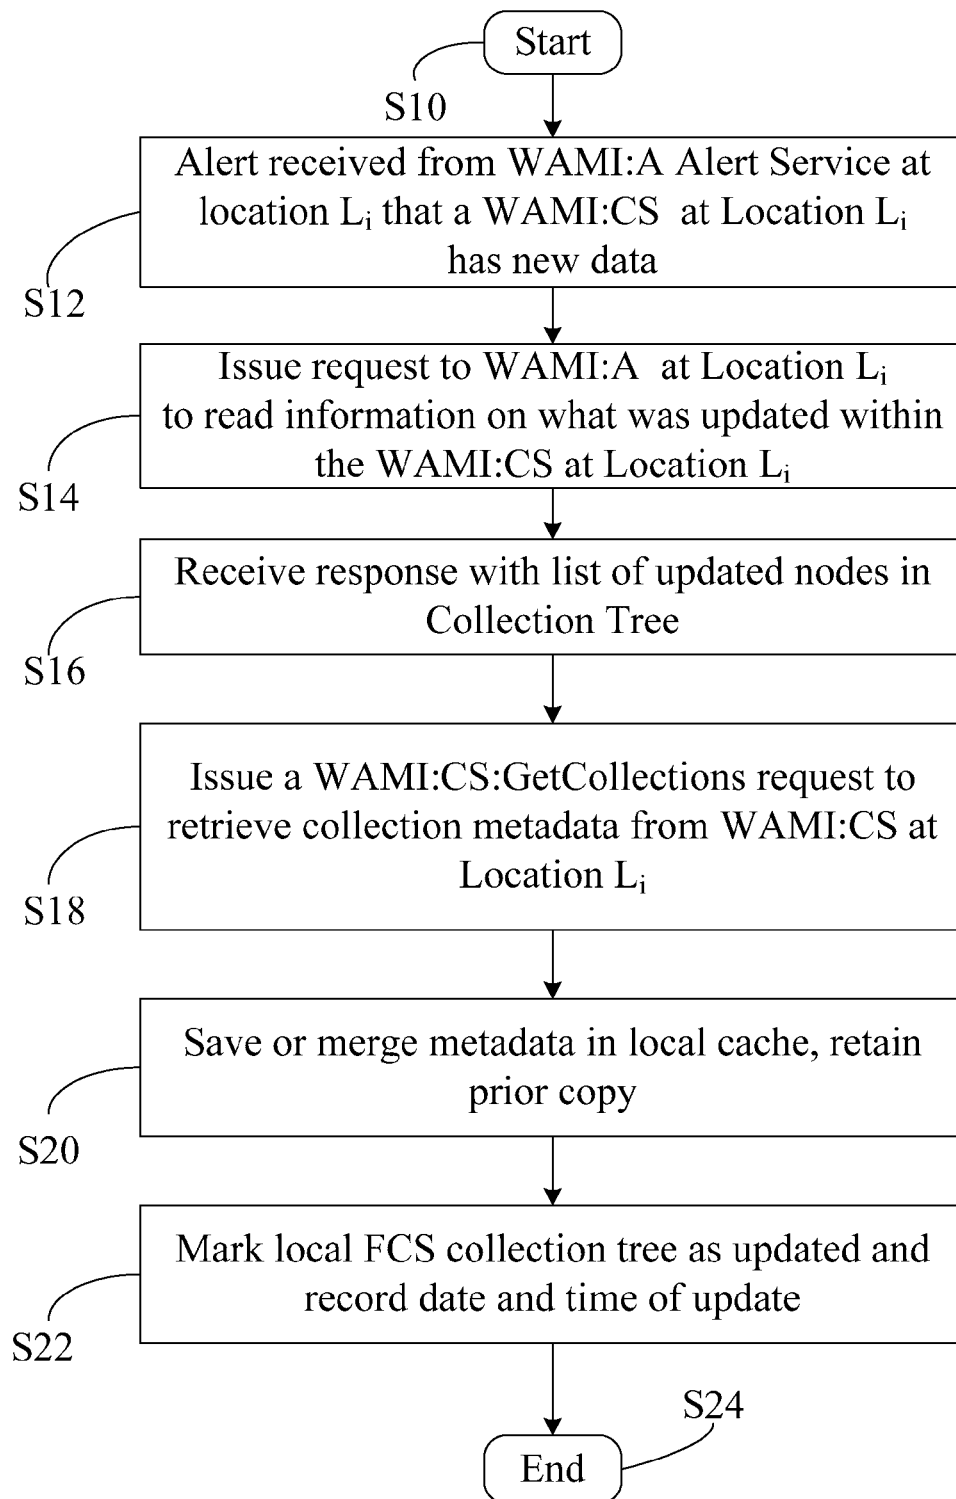 Start
S10
Alert received from WAMI:A Alert Service at
location Li that a WAMI:CS at Location Li
has new data
S12
Issue request to WAMI:A at Location Li
to read information on what was updated within
the WAMI:CS at Location Li
S14
Receive response with list of updated nodes in
Collection Tree
S16
Issue a WAMI:CS:GetCollections request to
retrieve collection metadata from WAMI:CS at
Location Li
S18
Save or merge metadata in local cache, retain
prior copy
S20
Mark local FCS collection tree as updated and
record date and time of update
S22
S24
End